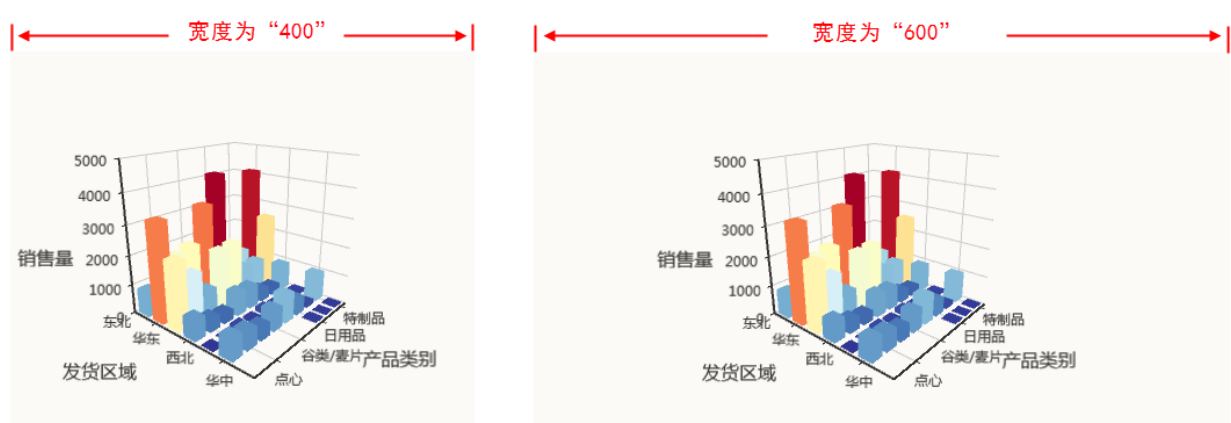 宽度为“400”
5000
4000
3000
销售量
2000
1000
0
东北
华东
西北
华中
发货区域
特制品
日用品
谷类/麦片
产品类别
点心
宽度为“600”
5000
4000
3000
销售量
2000
1000
0
东北
华东
西北
华中
发货区域
特制品
日用品
谷类/麦片
产品类别
点心